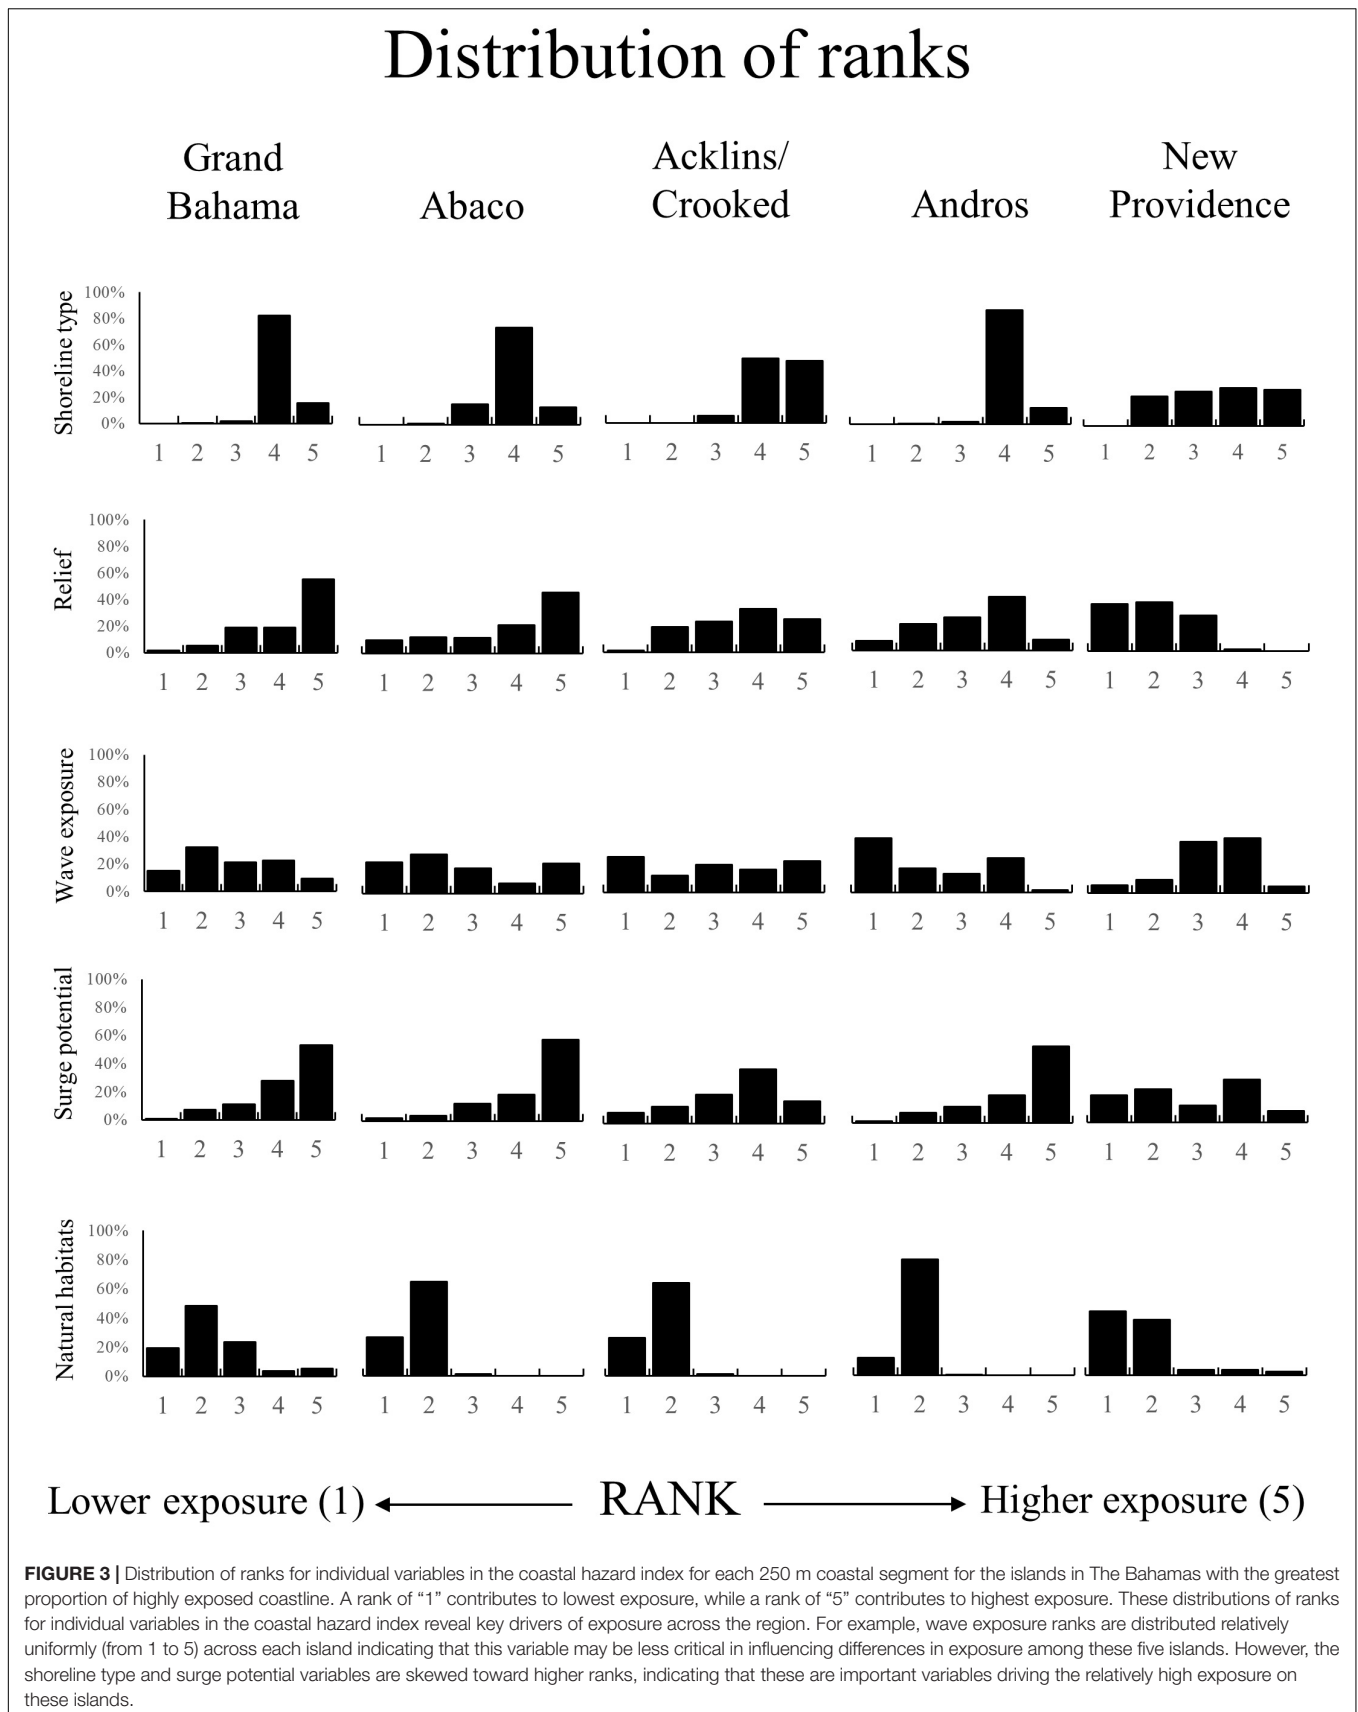 Distribution of ranks
Grand
Bahama
Abaco
Acklins/
Crooked
Andros
New
Providence
Shoreline type
100%
80%
60%
40%
20%
0%
1 2 3 4 5
1 2 3 4 5
1 2 3 4 5
1 2 3 4 5
1 2 3 4 5
Relief
100%
80%
60%
40%
20%
0%
1 2 3 4 5
1 2 3 4 5
1 2 3 4 5
1 2 3 4 5
1 2 3 4 5
Wave exposure
100%
80%
60%
40%
20%
0%
1 2 3 4 5
1 2 3 4 5
1 2 3 4 5
1 2 3 4 5
1 2 3 4 5
Surge potential
100%
80%
60%
40%
20%
0%
1 2 3 4 5
1 2 3 4 5
1 2 3 4 5
1 2 3 4 5
1 2 3 4 5
Natural habitats
100%
80%
60%
40%
20%
0%
1 2 3 4 5
1 2 3 4 5
1 2 3 4 5
1 2 3 4 5
1 2 3 4 5
Lower exposure (1) RANK Higher exposure (5)
FIGURE 3 | Distribution of ranks for individual variables in the coastal hazard index for each 250 m coastal segment for the islands in The Bahamas with the greatest
proportion of highly exposed coastline. A rank of “1” contributes to lowest exposure, while a rank of “5” contributes to highest exposure. These distributions of ranks
for individual variables in the coastal hazard index reveal key drivers of exposure across the region. For example, wave exposure ranks are distributed relatively
uniformly (from 1 to 5) across each island indicating that this variable may be less critical in influencing differences in exposure among these five islands. However, the
shoreline type and surge potential variables are skewed toward higher ranks, indicating that these are important variables driving the relatively high exposure on
these islands.